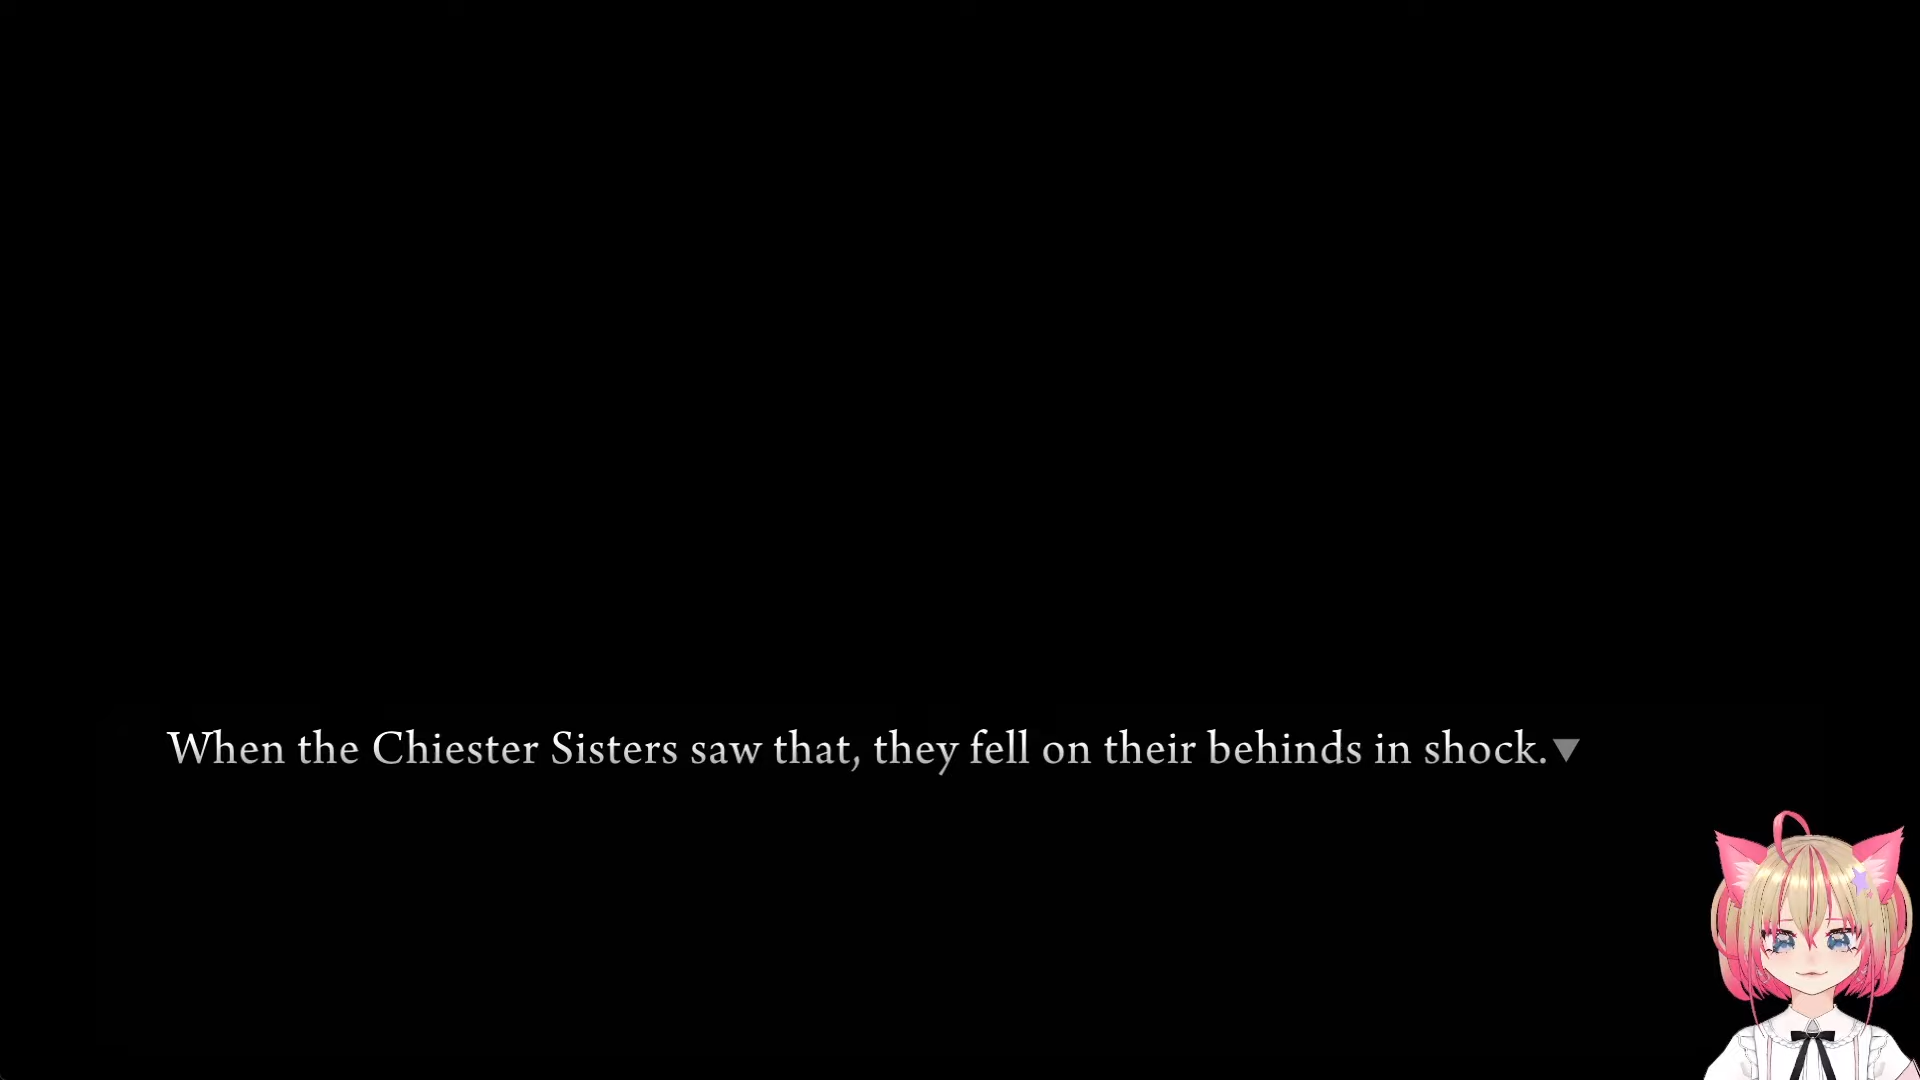 When the Chiester Sisters saw that, they fell on their behinds in shock.▼